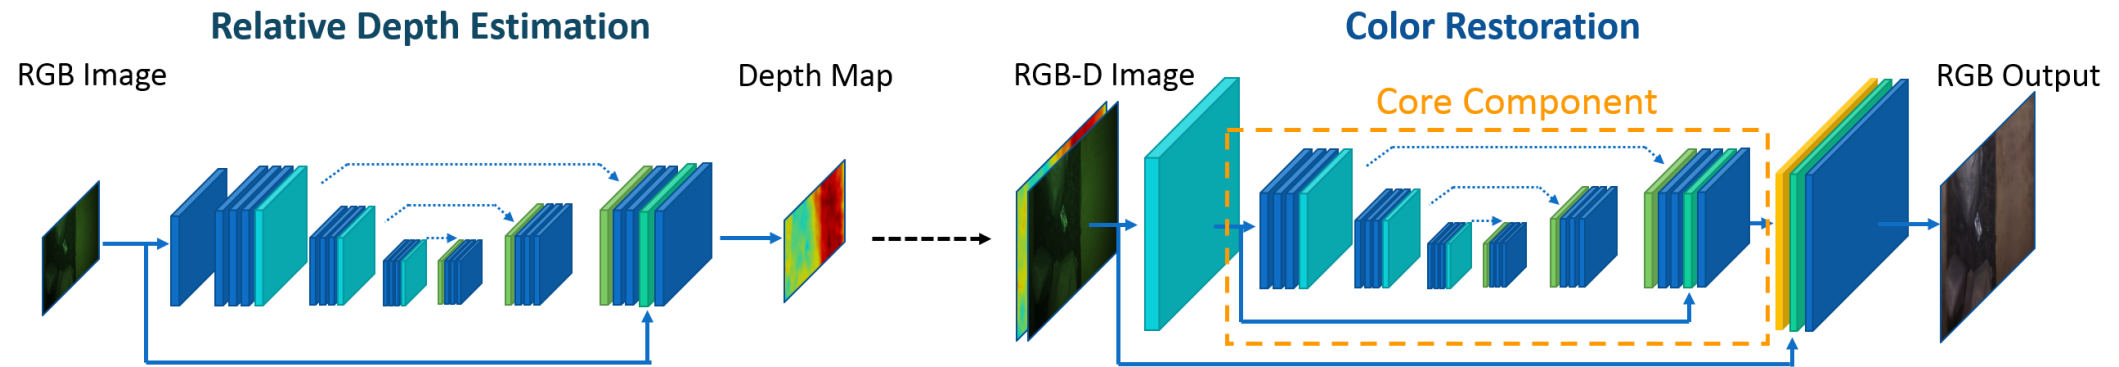 Relative Depth Estimation
Color Restoration
RGB Image
Depth Map
RGB-D Image
Core Component
RGB Output